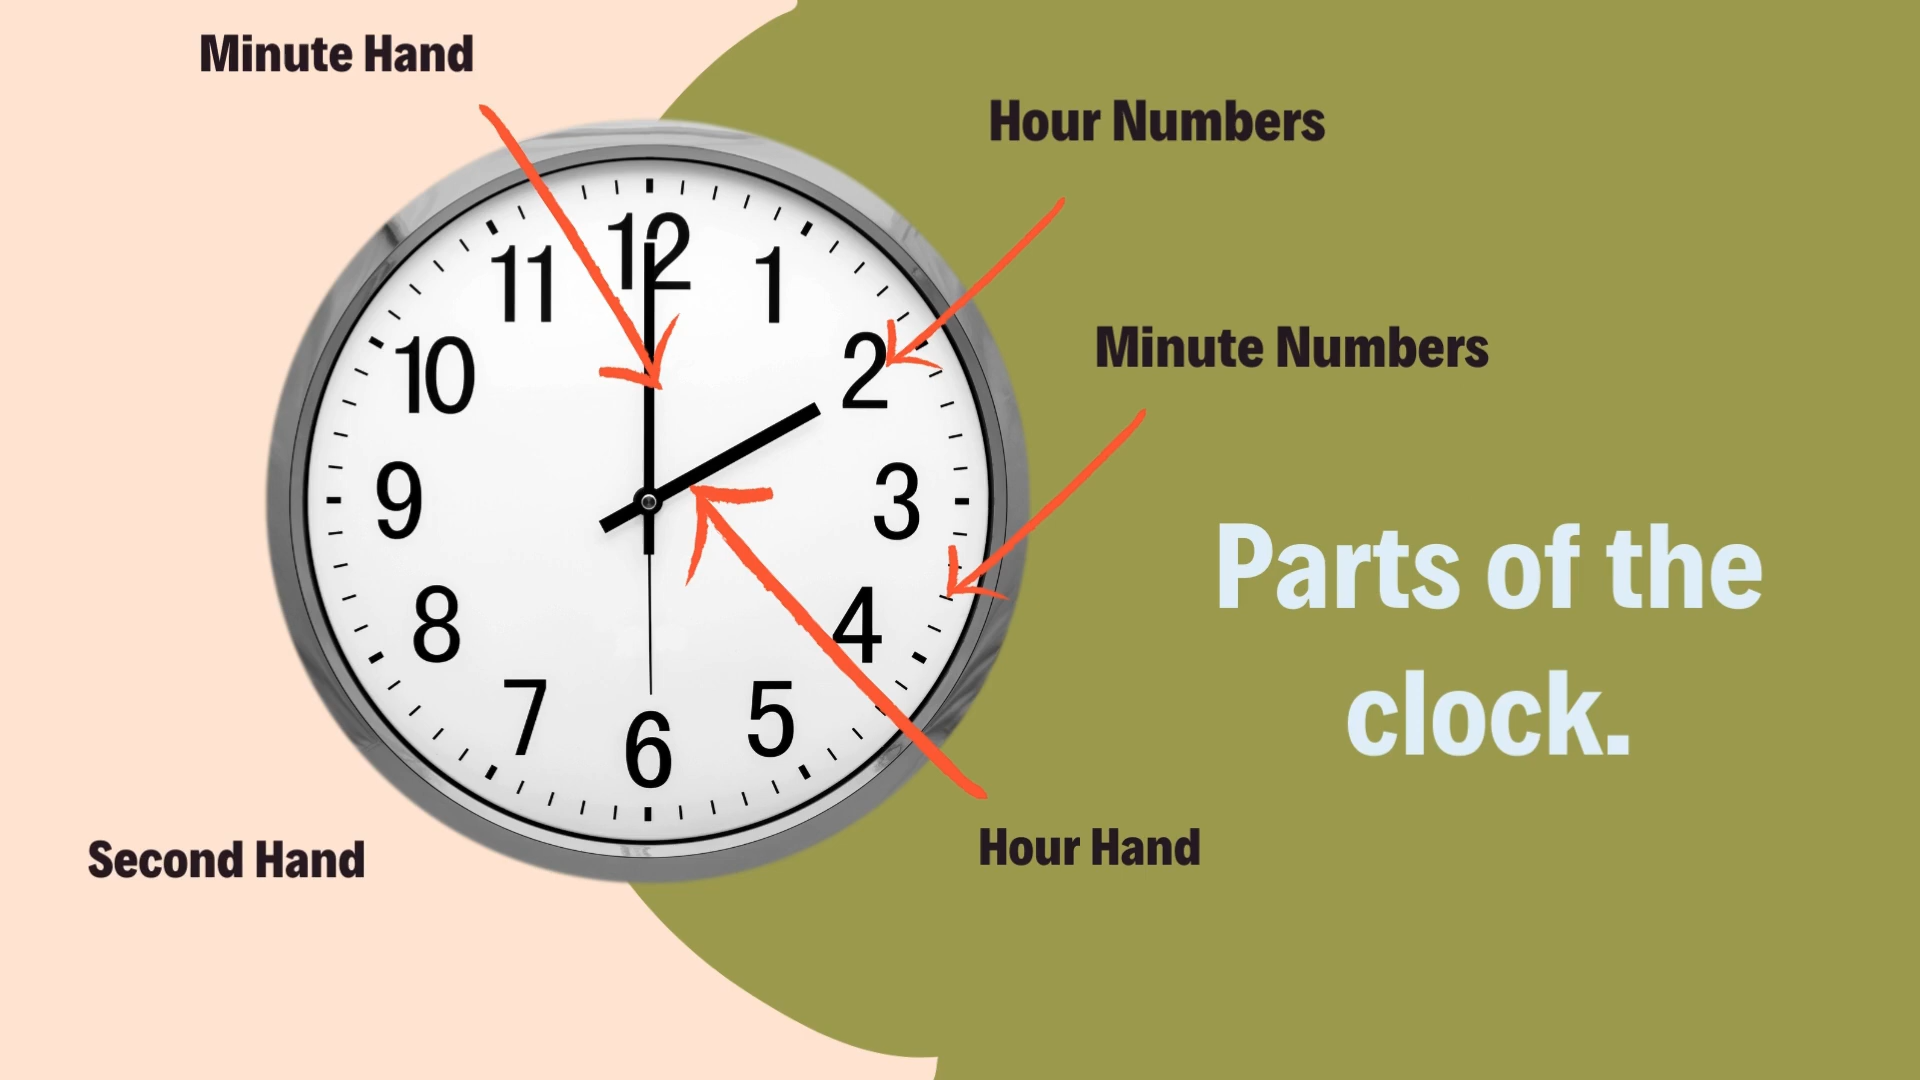 Minute Hand
Hour Numbers
Minute Numbers
12
11
1
10
2
9
3
8
4
7
5
6
Parts of the
clock.
Second Hand
Hour Hand